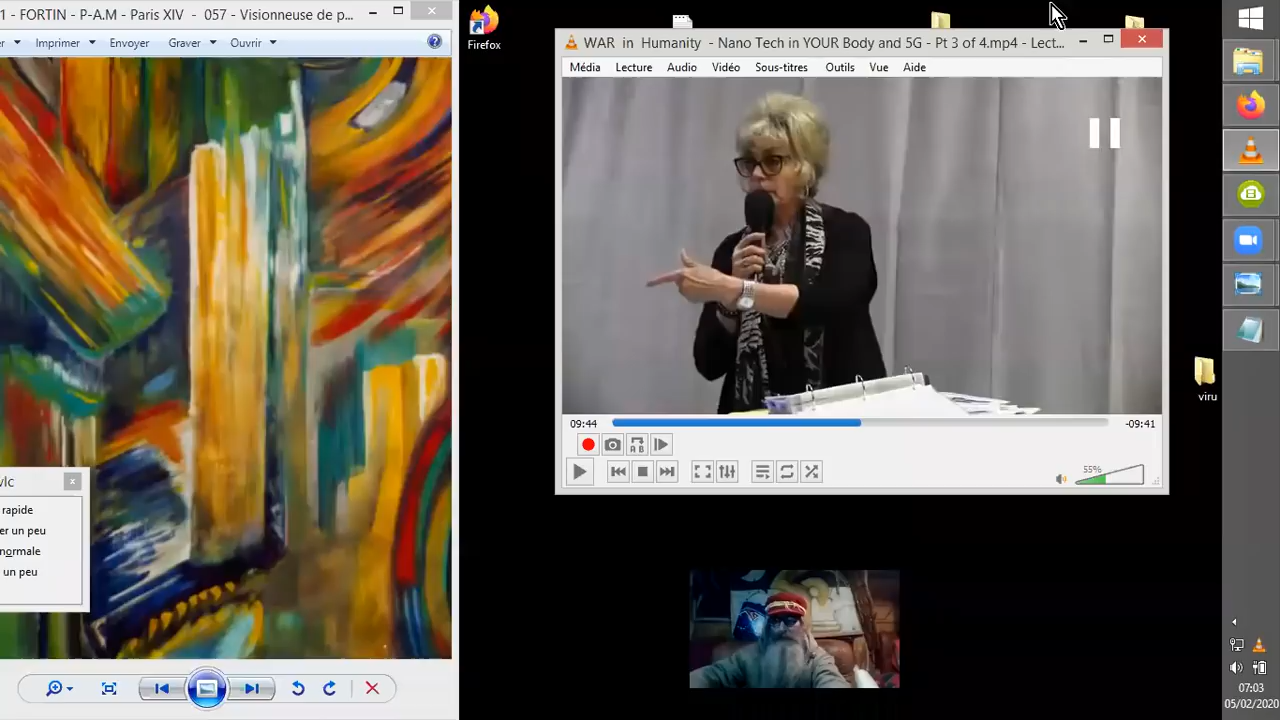 - FORTIN - P-A-M - Paris XIV - 057 - Visionneuse de p...
Imprimer Envoyer Graver Ouvrir
Firefox
WAR in Humanity - Nano Tech in YOUR Body and 5G - Pt 3 of 4.mp4 - Lect...
Média Lecture Audio Vidéo Sous-titres Outils Vue Aide
09:44
-09:41
A B
55%
viru
rapide
er un peu
normale
un peu
07:03
05/02/2020